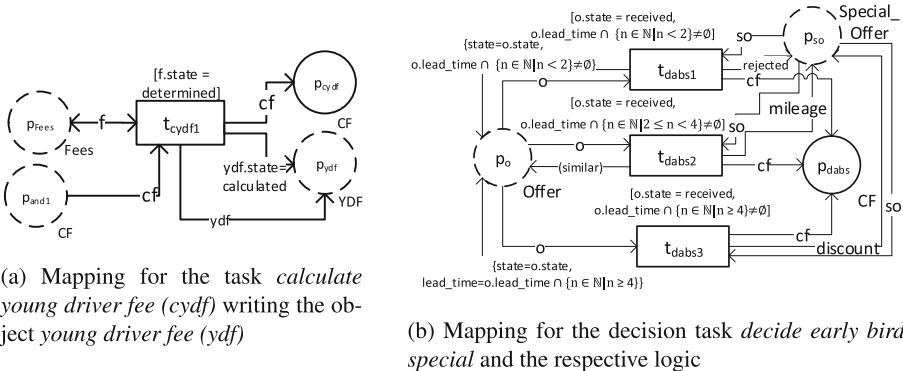 [f.state =
determined]
cf
p_cydf
CF
p_Fees
f
t_cydf1
Fees
ydf.state=
calculated
p_ydf
YDF
p_and1
cf
CF
ydf
(a) Mapping for the task calculate
young driver fee (cydf) writing the ob-
ject young driver fee (ydf)
[o.state = received,
o.lead_time ∩ {n ∈ ℕ|n < 2}≠∅]
Special_
Offer
{state=o.state,
o.lead_time ∩ {n ∈ ℕ|n < 2}≠∅}
so
p_so
o
t_dabs1
rejected
cf
[o.state = received,
o.lead_time ∩{n ∈ ℕ|2 ≤ n < 4}≠∅]
mileage
so
o
p_o
t_dabs2
(similar)
cf
p_dabs
Offer
CF
so
[o.state = received,
o.lead_time ∩ {n ∈ ℕ|n ≥ 4}≠∅]
o
t_dabs3
cf
discount
{state=o.state,
lead_time=o.lead_time ∩ {n ∈ ℕ|n ≥ 4}}
(b) Mapping for the decision task decide early bird
special and the respective logic